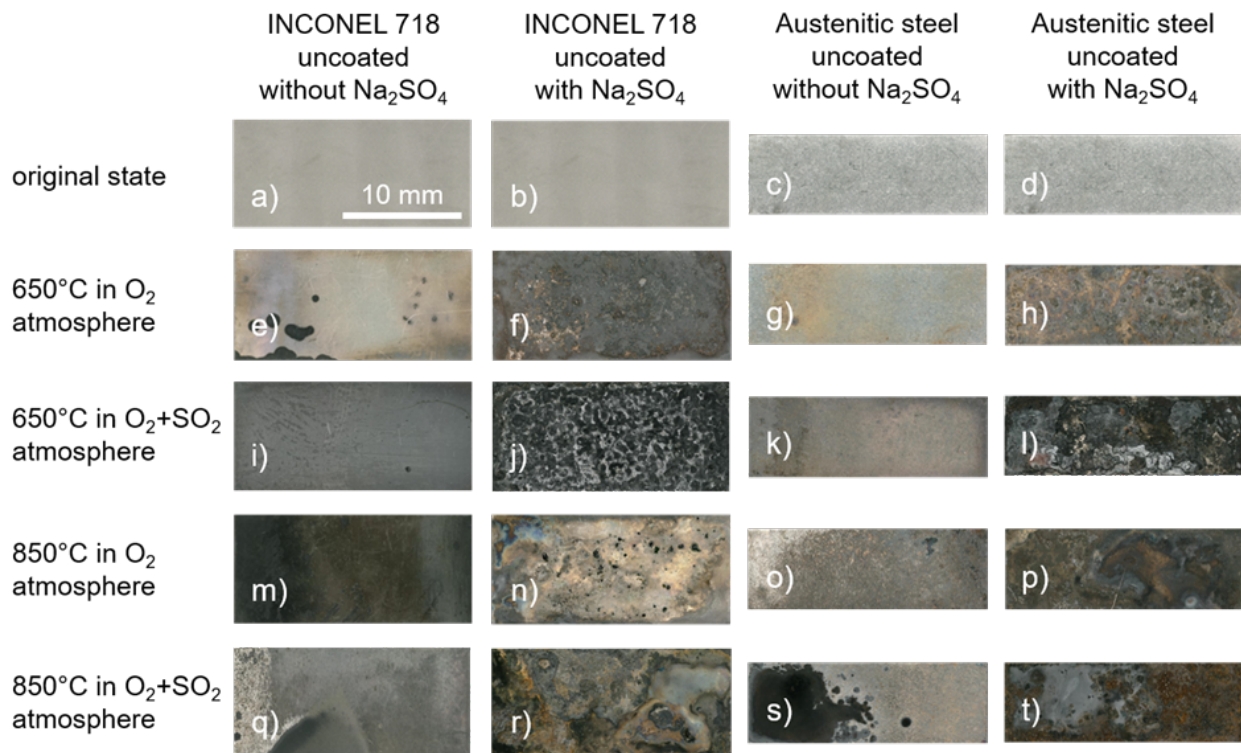 INCONEL 718
uncoated
without Na₂SO₄
INCONEL 718
uncoated
with Na₂SO₄
Austenitic steel
uncoated
without Na₂SO₄
Austenitic steel
uncoated
with Na₂SO₄
original state
a)
10 mm
b)
c)
d)
650°C in O₂
atmosphere
e)
f)
g)
h)
650°C in O₂+SO₂
atmosphere
i)
j)
k)
l)
850°C in O₂
atmosphere
m)
n)
o)
p)
850°C in O₂+SO₂
atmosphere
q)
r)
s)
t)